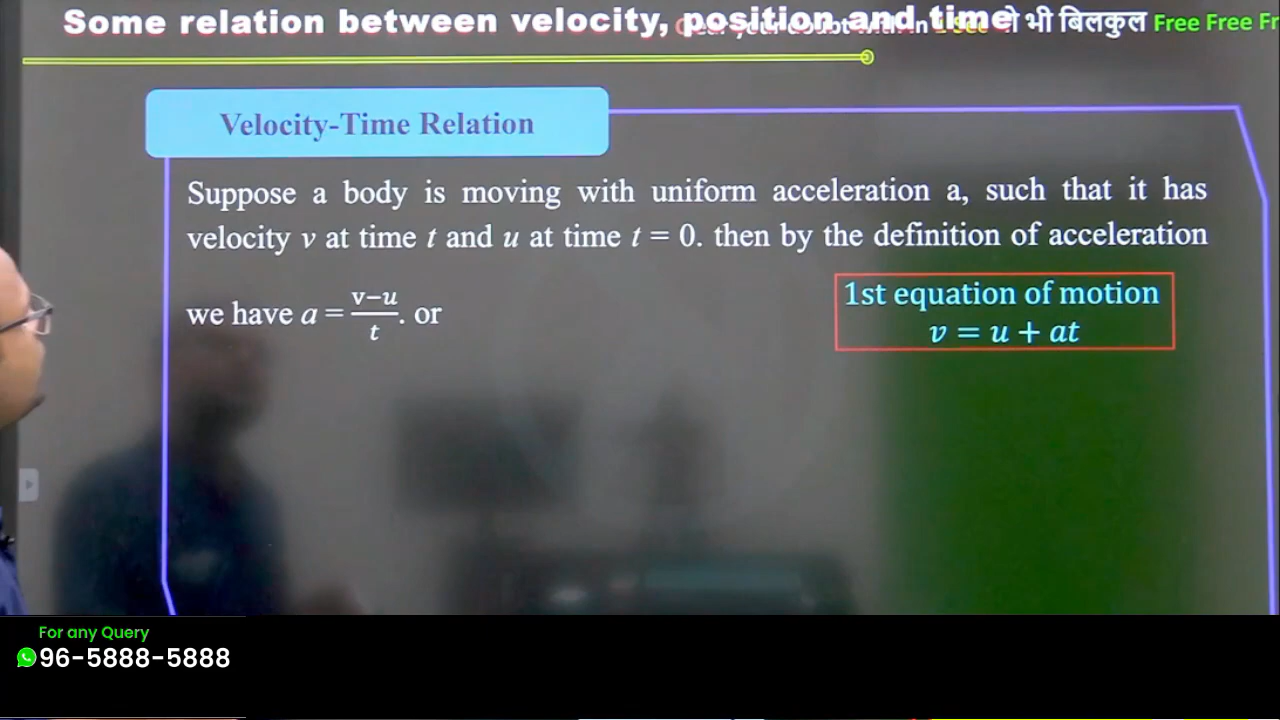 Some relation between velocity, position and time
तो भी बिलकुल Free Free Fr
Velocity-Time Relation
Suppose a body is moving with uniform acceleration a, such that it has
velocity v at time t and u at time t = 0. then by the definition of acceleration
we have a = v−u/t. or
1st equation of motion
v = u + at
For any Query
96-5888-5888